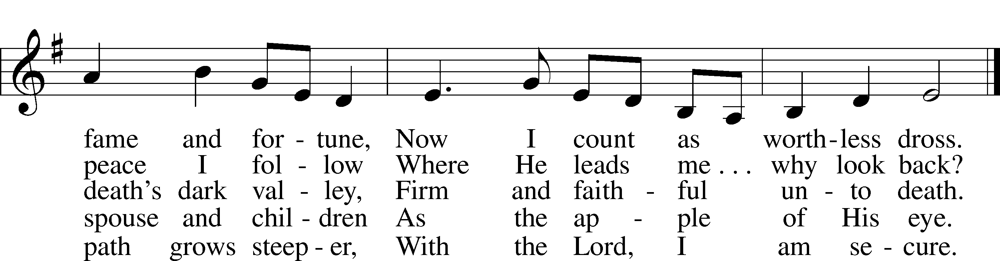 fame and for - tune, Now I count as worth - less dross.
peace I fol - low Where He leads me . . . why look back?
death's dark val - ley, Firm and faith - ful un - to death.
spouse and chil - dren As the ap - ple of His eye.
path grows steep - er, With the Lord, I am se - cure.